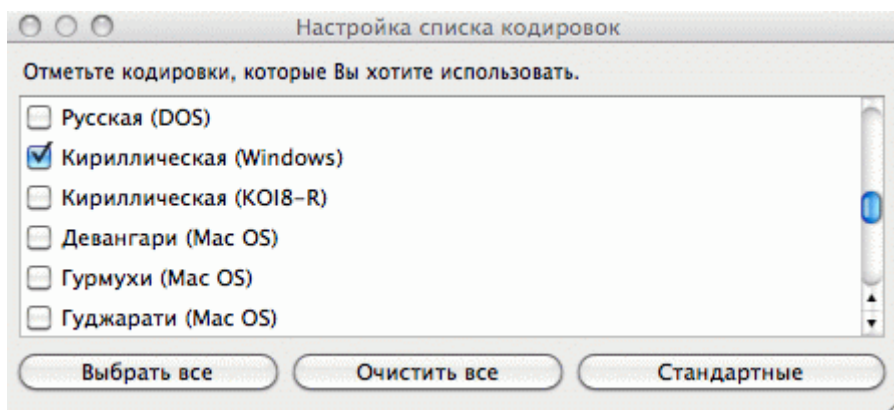 Настройка списка кодировок
Отметьте кодировки, которые Вы хотите использовать.
Русская (DOS)
Кириллическая (Windows)
Кириллическая (KOI8-R)
Девангари (Mac OS)
Гурмухи (Mac OS)
Гуджарати (Mac OS)
Выбрать все Очистить все Стандартные